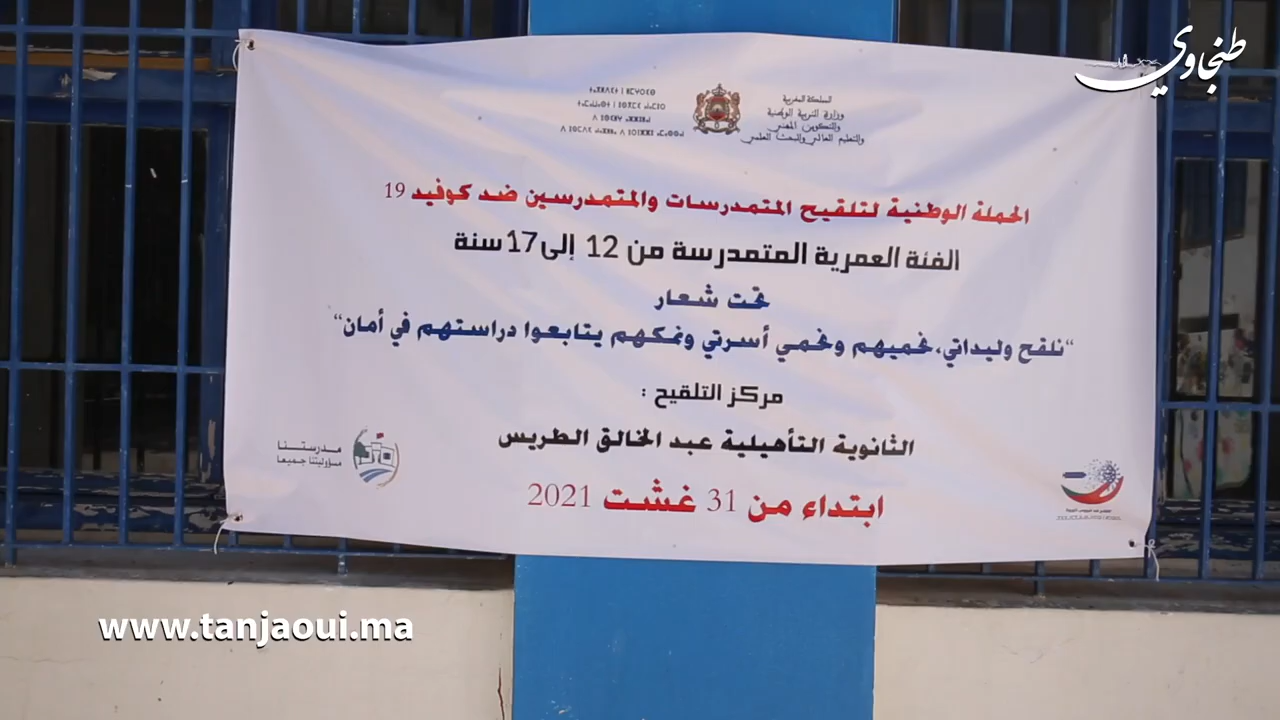 طنجاوي
المملكة المغربية
وزارة التربية الوطنية
والتكوين المهني
والتعليم العالي والبحث العلمي
الحملة الوطنية لتلقيح المتمدرسات والمتمدرسين ضد كوفيد 19
الفئة العمرية المتمدرسة من 12 إلى 17 سنة
تحت شعار
“نلقح وليداتي، نحميهم ونحمي أسرتي ونمكهم يتابعوا دراستهم في أمان“
مركز التلقيح :
الثانوية التأهيلية عبد الخالق الطريس
ابتداء من 31 غشت 2021
مدرستنا
مسؤوليتنا جميعا
www.tanjaoui.ma